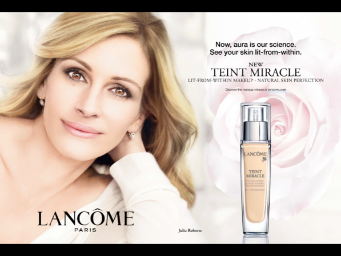 Now, aura is our science.
See your skin lit-from-within.
NEW
TEINT MIRACLE
LIT-FROM-WITHIN MAKEUP - NATURAL SKIN PERFECTION
TEINT
MIRACLE
LANCÔME
PARIS
Julia Roberts